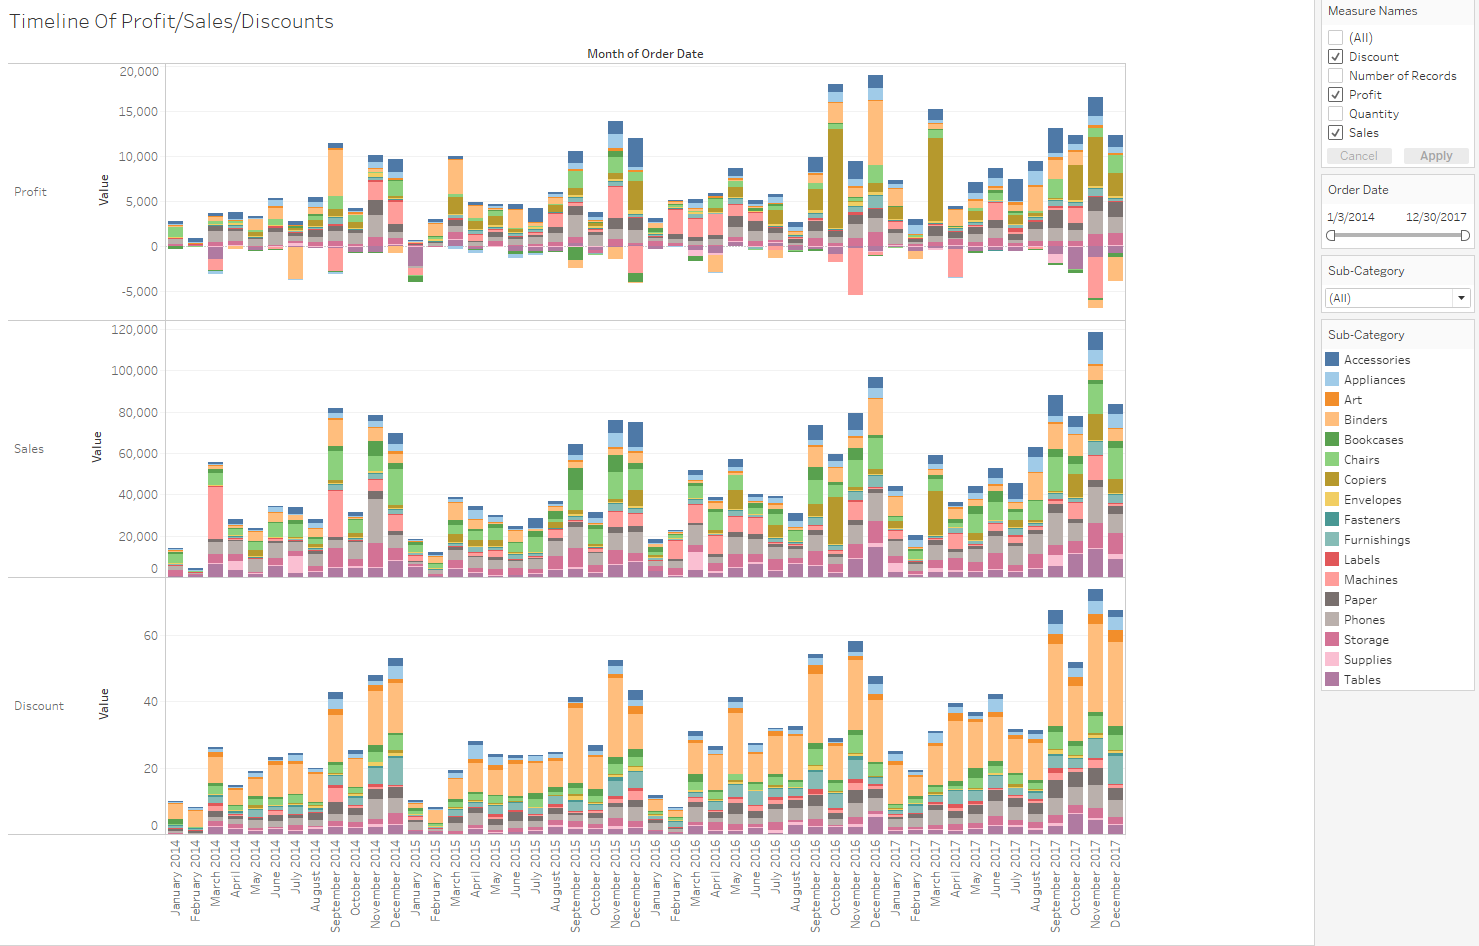 Timeline Of Profit/Sales/Discounts
Month of Order Date
Profit
Value
20,000
15,000
10,000
5,000
0
-5,000
Sales
Value
120,000
100,000
80,000
60,000
40,000
20,000
0
Discount
Value
60
40
20
0
January 2014
February 2014
March 2014
April 2014
May 2014
June 2014
July 2014
August 2014
September 2014
October 2014
November 2014
December 2014
January 2015
February 2015
March 2015
April 2015
May 2015
June 2015
July 2015
August 2015
September 2015
October 2015
November 2015
December 2015
January 2016
February 2016
March 2016
April 2016
May 2016
June 2016
July 2016
August 2016
September 2016
October 2016
November 2016
December 2016
January 2017
February 2017
March 2017
April 2017
May 2017
June 2017
July 2017
August 2017
September 2017
October 2017
November 2017
December 2017
Measure Names
(All)
Discount
Number of Records
Profit
Quantity
Sales
Cancel Apply
Order Date
1/3/2014 12/30/2017
Sub-Category
(All)
Sub-Category
Accessories
Appliances
Art
Binders
Bookcases
Chairs
Copiers
Envelopes
Fasteners
Furnishings
Labels
Machines
Paper
Phones
Storage
Supplies
Tables